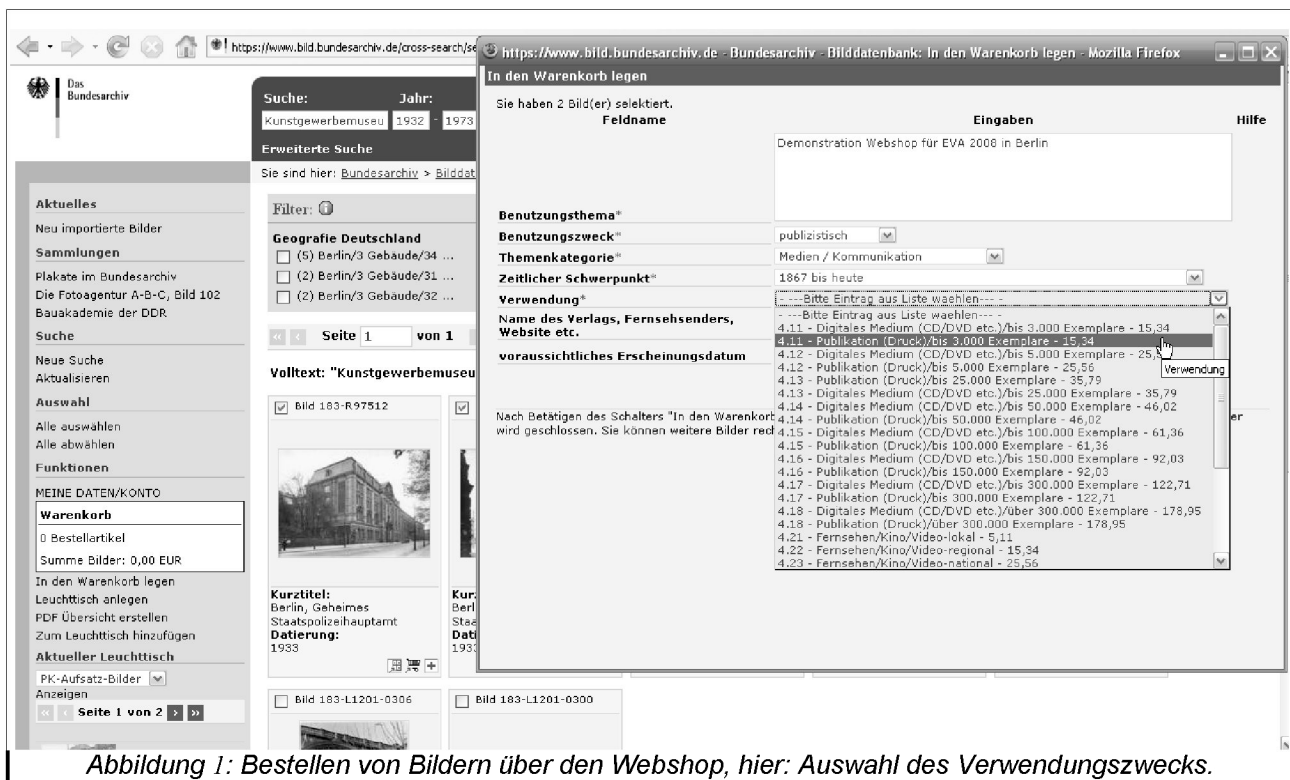 https://www.bild.bundesarchiv.de/cross-search/se
Das
Bundesarchiv
Suche: Jahr:
Kunstgewerbemuseu 1932 - 1973
Erweiterte Suche
Sie sind hier: Bundesarchiv > Bilddat
Aktuelles
Neu importierte Bilder
Sammlungen
Plakate im Bundesarchiv
Die Fotoagentur A-B-C, Bild 102
Bauakademie der DDR
Suche
Neue Suche
Aktualisieren
Auswahl
Alle auswählen
Alle abwählen
Funktionen
MEINE DATEN/KONTO
Warenkorb
0 Bestellartikel
Summe Bilder: 0,00 EUR
In den Warenkorb legen
Leuchttisch anlegen
PDF Übersicht erstellen
Zum Leuchttisch hinzufügen
Aktueller Leuchttisch
PK-Aufsatz-Bilder
Anzeigen
Seite 1 von 2
Filter:
Geografie Deutschland
(5) Berlin/3 Gebäude/34 ...
(2) Berlin/3 Gebäude/31 ...
(2) Berlin/3 Gebäude/32 ...
Seite 1 von 1
Volltext: "Kunstgewerbemuseu
Bild 183-R97512
Kurztitel:
Berlin, Geheimes
Staatspolizeihauptamt
Datierung:
1933
Kurz
Berl
Staa
Dati
193
Bild 183-L1201-0306
Bild 183-L1201-0300
https://www.bild.bundesarchiv.de - Bundesarchiv - Bilddatenbank: In den Warenkorb legen - Mozilla Firefox
In den Warenkorb legen
Sie haben 2 Bild(er) selektiert.
Feldname Eingaben Hilfe
Demonstration Webshop für EVA 2008 in Berlin
Benutzungsthema*
Benutzungszweck* publizistisch
Themenkategorie* Medien / Kommunikation
Zeitlicher Schwerpunkt* 1867 bis heute
Verwendung* - ---Bitte Eintrag aus Liste waehlen--- -
Name des Verlags, Fernsehsenders,
Website etc.
voraussichtliches Erscheinungsdatum
- ---Bitte Eintrag aus Liste waehlen--- -
4.11 - Digitales Medium (CD/DVD etc.)/bis 3.000 Exemplare - 15,34
4.11 - Publikation (Druck)/bis 3.000 Exemplare - 15,34
4.12 - Digitales Medium (CD/DVD etc.)/bis 5.000 Exemplare - 25,5
4.12 - Publikation (Druck)/bis 5.000 Exemplare - 25,56
4.13 - Publikation (Druck)/bis 25.000 Exemplare - 35,79
4.13 - Digitales Medium (CD/DVD etc.)/bis 25.000 Exemplare - 35,79
4.14 - Digitales Medium (CD/DVD etc.)/bis 50.000 Exemplare - 46,02
4.14 - Publikation (Druck)/bis 50.000 Exemplare - 46,02
4.15 - Digitales Medium (CD/DVD etc.)/bis 100.000 Exemplare - 61,36
4.15 - Publikation (Druck)/bis 100.000 Exemplare - 61,36
4.16 - Digitales Medium (CD/DVD etc.)/bis 150.000 Exemplare - 92,03
4.16 - Publikation (Druck)/bis 150.000 Exemplare - 92,03
4.17 - Digitales Medium (CD/DVD etc.)/bis 300.000 Exemplare - 122,71
4.17 - Publikation (Druck)/bis 300.000 Exemplare - 122,71
4.18 - Digitales Medium (CD/DVD etc.)/über 300.000 Exemplare - 178,95
4.18 - Publikation (Druck)/über 300.000 Exemplare - 178,95
4.21 - Fernsehen/Kino/Video-lokal - 5,11
4.22 - Fernsehen/Kino/Video-regional - 15,34
4.23 - Fernsehen/Kino/Video-national - 25,56
Verwendung
Nach Betätigen des Schalters "In den Warenkorb er
wird geschlossen. Sie können weitere Bilder rech
Abbildung 1: Bestellen von Bildern über den Webshop, hier: Auswahl des Verwendungszwecks.